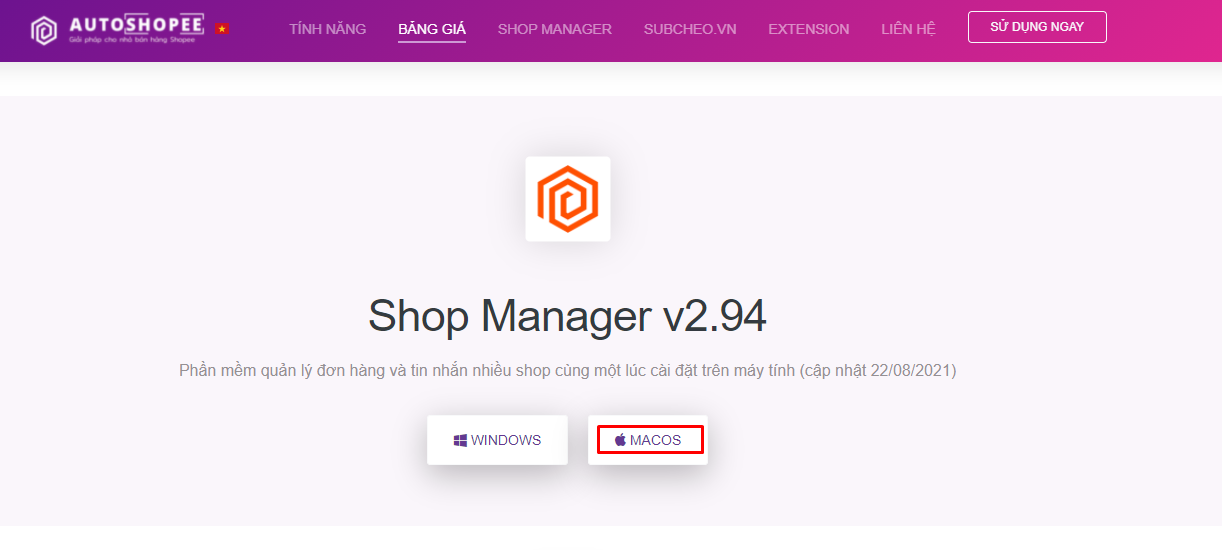 AUTOSHOPEE
Giải pháp cho nhà bán hàng Shopee
TÍNH NĂNG
BẢNG GIÁ
SHOP MANAGER
SUBCHEO.VN
EXTENSION
LIÊN HỆ
SỬ DỤNG NGAY
Shop Manager v2.94
Phần mềm quản lý đơn hàng và tin nhắn nhiều shop cùng một lúc cài đặt trên máy tính (cập nhật 22/08/2021)
WINDOWS
MACOS